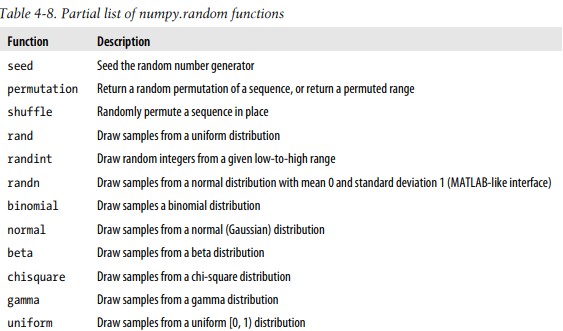 Table 4-8. Partial list of numpy.random functions
Function Description
seed Seed the random number generator
permutation Return a random permutation of a sequence, or return a permuted range
shuffle Randomly permute a sequence in place
rand Draw samples from a uniform distribution
randint Draw random integers from a given low-to-high range
randn Draw samples from a normal distribution with mean 0 and standard deviation 1 (MATLAB-like interface)
binomial Draw samples a binomial distribution
normal Draw samples from a normal (Gaussian) distribution
beta Draw samples from a beta distribution
chisquare Draw samples from a chi-square distribution
gamma Draw samples from a gamma distribution
uniform Draw samples from a uniform [0, 1) distribution